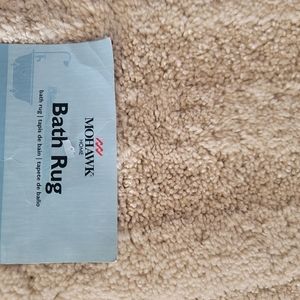 MOHAWK
HOME
Bath Rug
bath rug | tapis de bain | tapete de baño